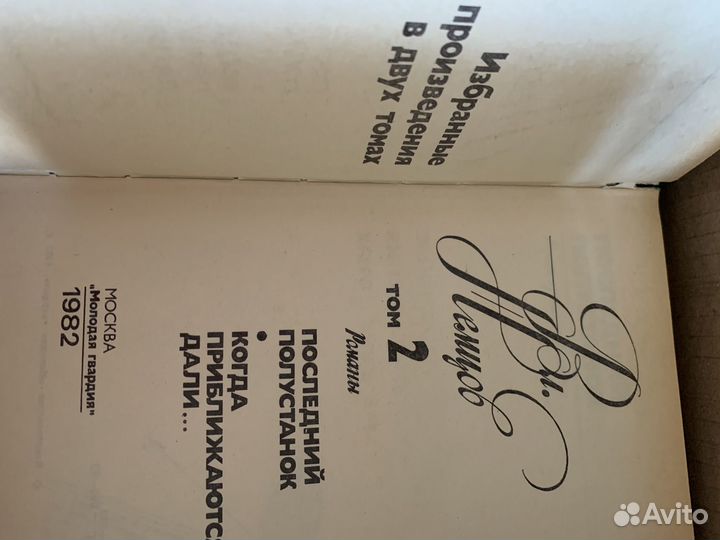 Избранные
произведения
в двух томах
Вл.
Немцов
ТОМ 2
Романы
ПОСЛЕДНИЙ
ПОЛУСТАНОК
•
КОГДА
ПРИБЛИЖАЮТСЯ
ДАЛИ...
МОСКВА
"Молодая гвардия"
1982
Avito